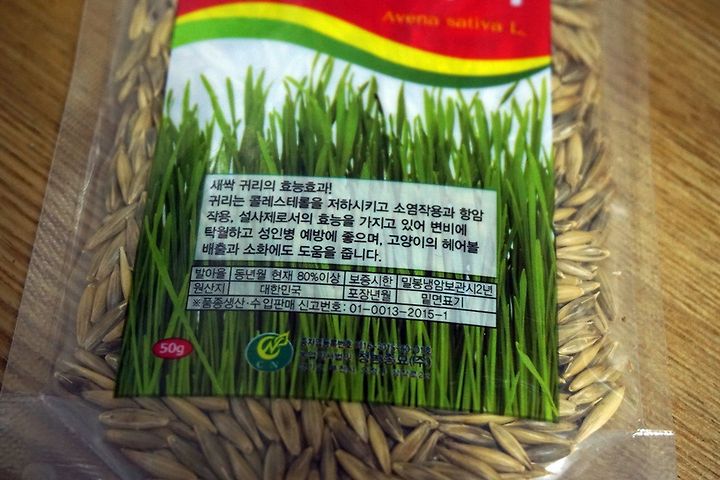 Avena sativa L.
새싹 귀리의 효능효과!
귀리는 콜레스테롤을 저하시키고 소염작용과 항암
작용, 설사제로서의 효능을 가지고 있어 변비에
탁월하고 성인병 예방에 좋으며, 고양이의 헤어볼
배출과 소화에도 도움을 줍니다.
발아율 동년월 현재 80%이상 보증시한 밀봉냉암보관시2년
원산지 대한민국 포장년월 밑면표기
※품종생산·수입판매 신고번호: 01-0013-2015-1
50g